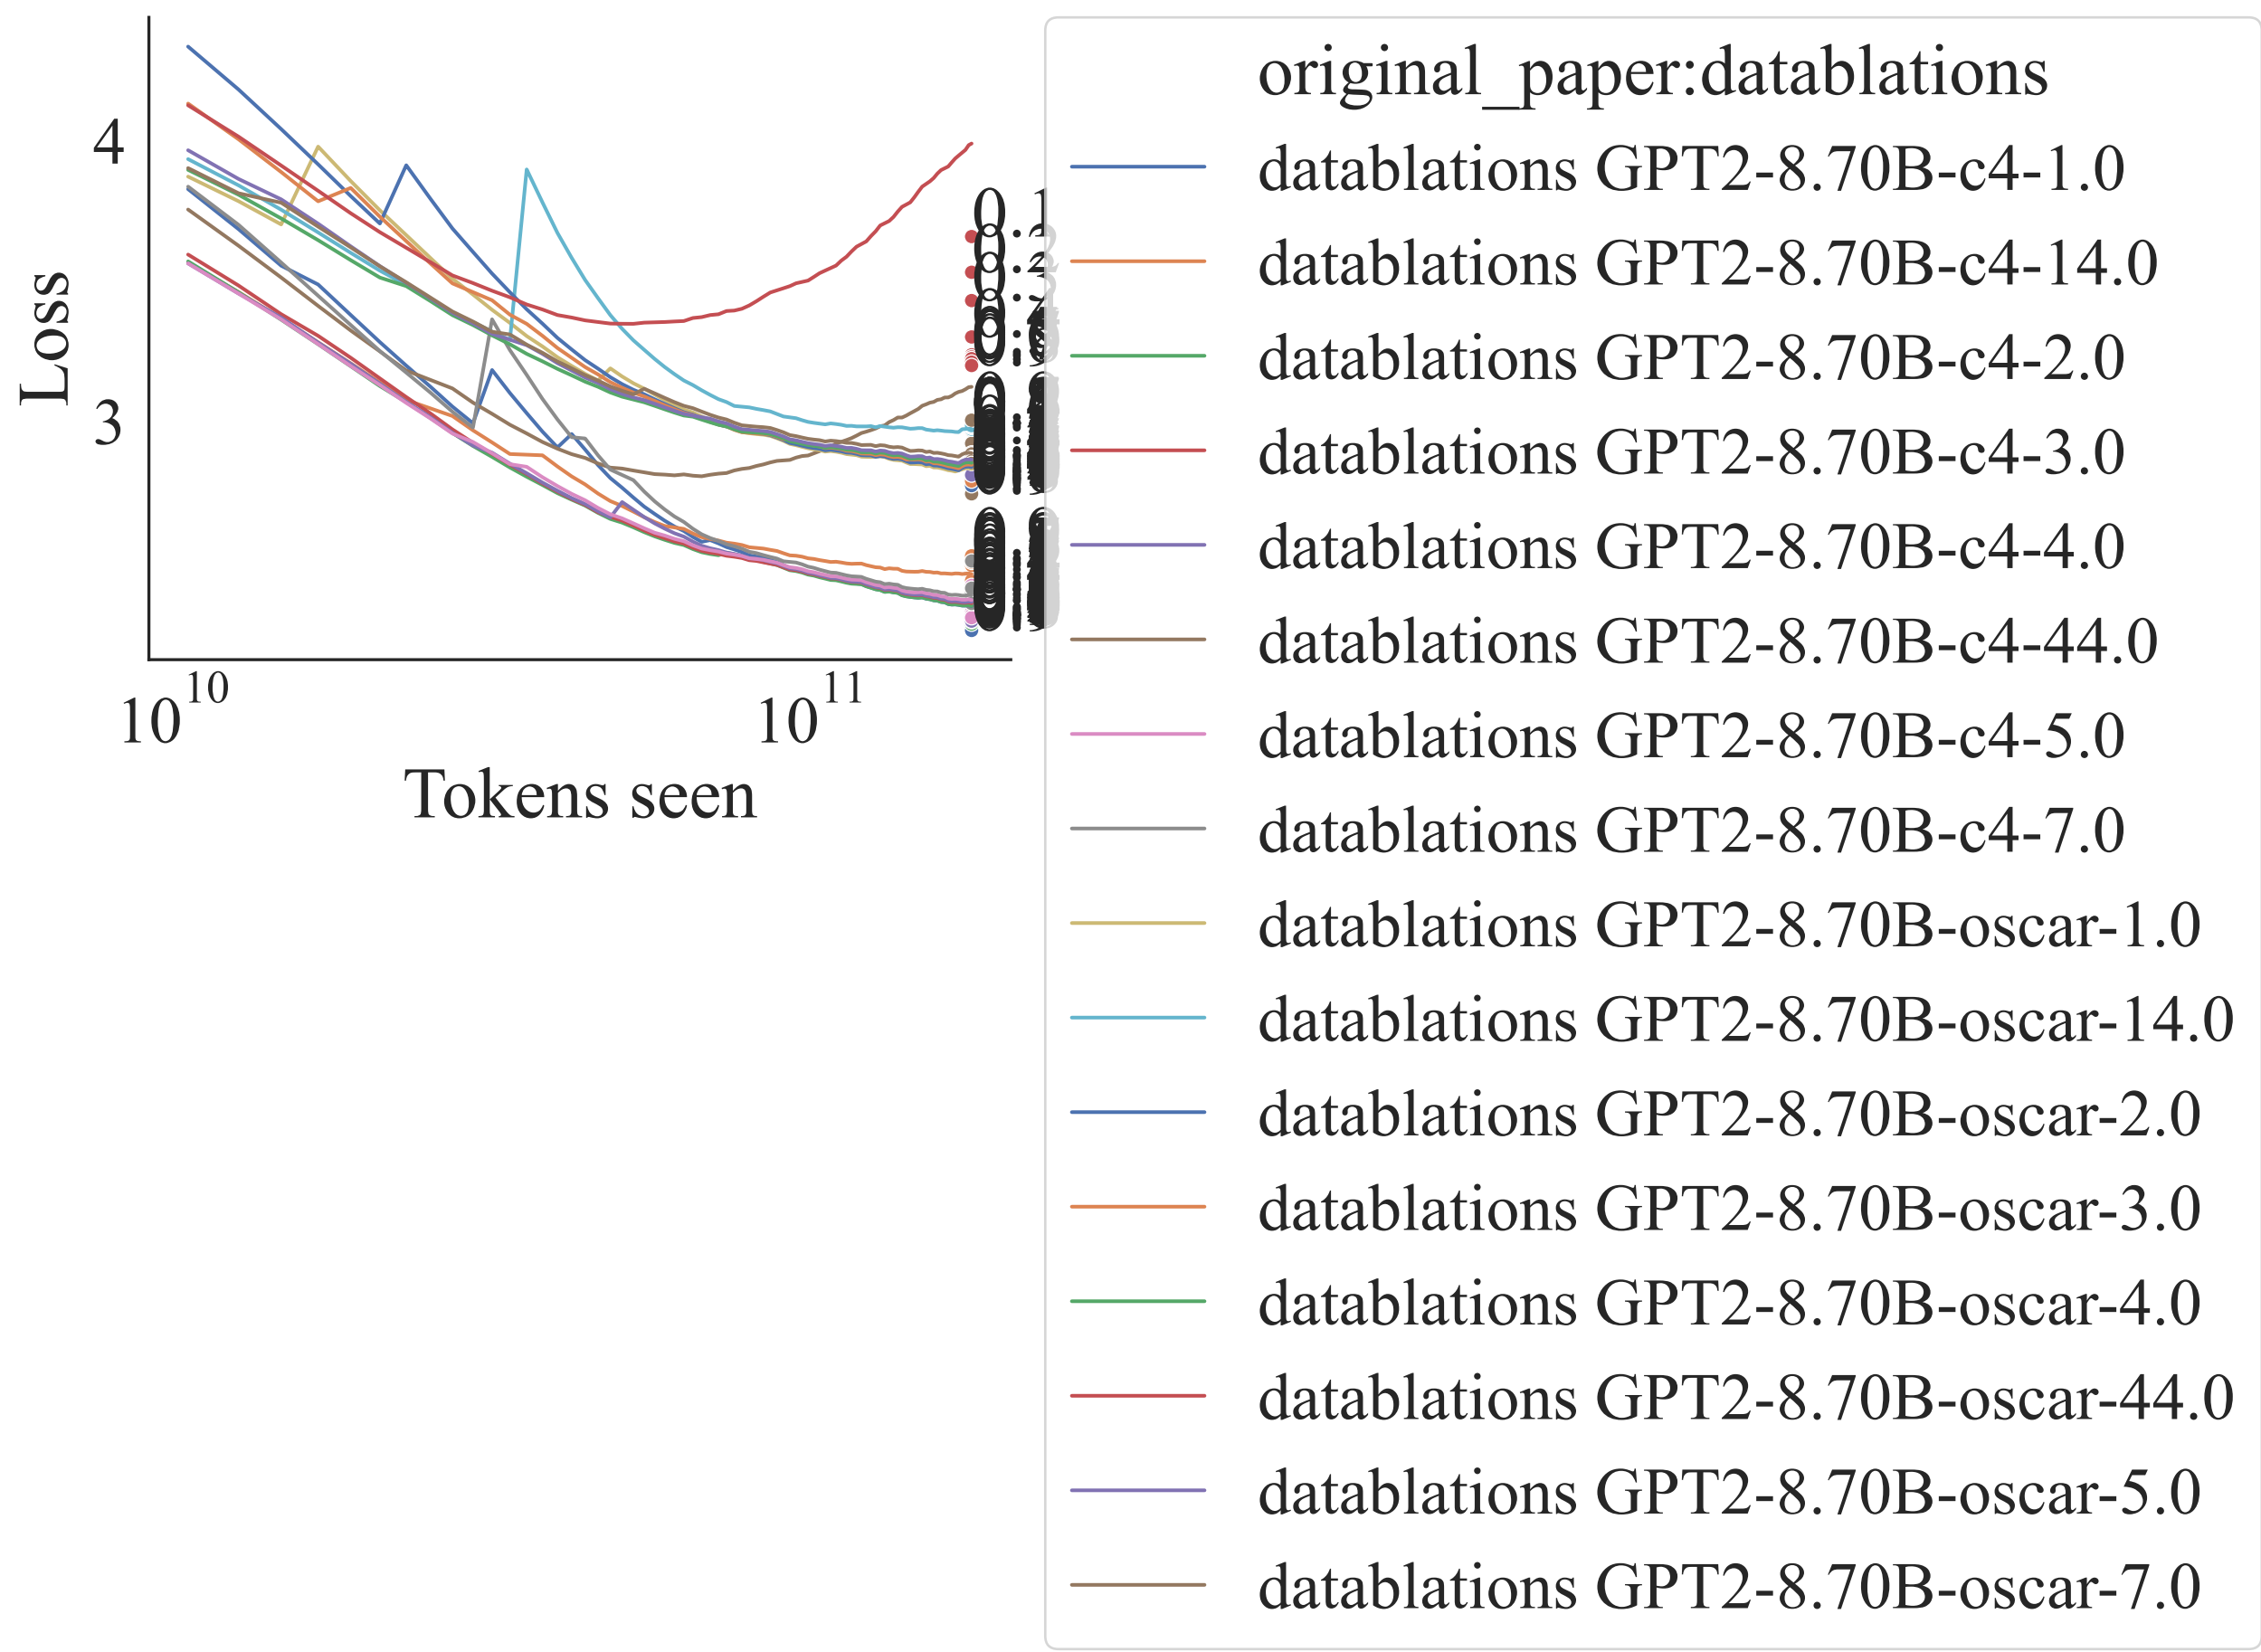 Loss
4
3
10^10
10^11
Tokens seen
0.1
original_paper:datablations
datablations GPT2-8.70B-c4-1.0
datablations GPT2-8.70B-c4-14.0
datablations GPT2-8.70B-c4-2.0
datablations GPT2-8.70B-c4-3.0
datablations GPT2-8.70B-c4-4.0
datablations GPT2-8.70B-c4-44.0
datablations GPT2-8.70B-c4-5.0
datablations GPT2-8.70B-c4-7.0
datablations GPT2-8.70B-oscar-1.0
datablations GPT2-8.70B-oscar-14.0
datablations GPT2-8.70B-oscar-2.0
datablations GPT2-8.70B-oscar-3.0
datablations GPT2-8.70B-oscar-4.0
datablations GPT2-8.70B-oscar-44.0
datablations GPT2-8.70B-oscar-5.0
datablations GPT2-8.70B-oscar-7.0